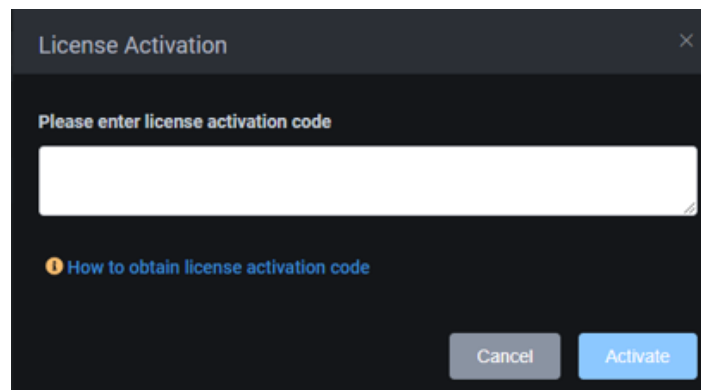 License Activation
Please enter license activation code
How to obtain license activation code
Cancel Activate